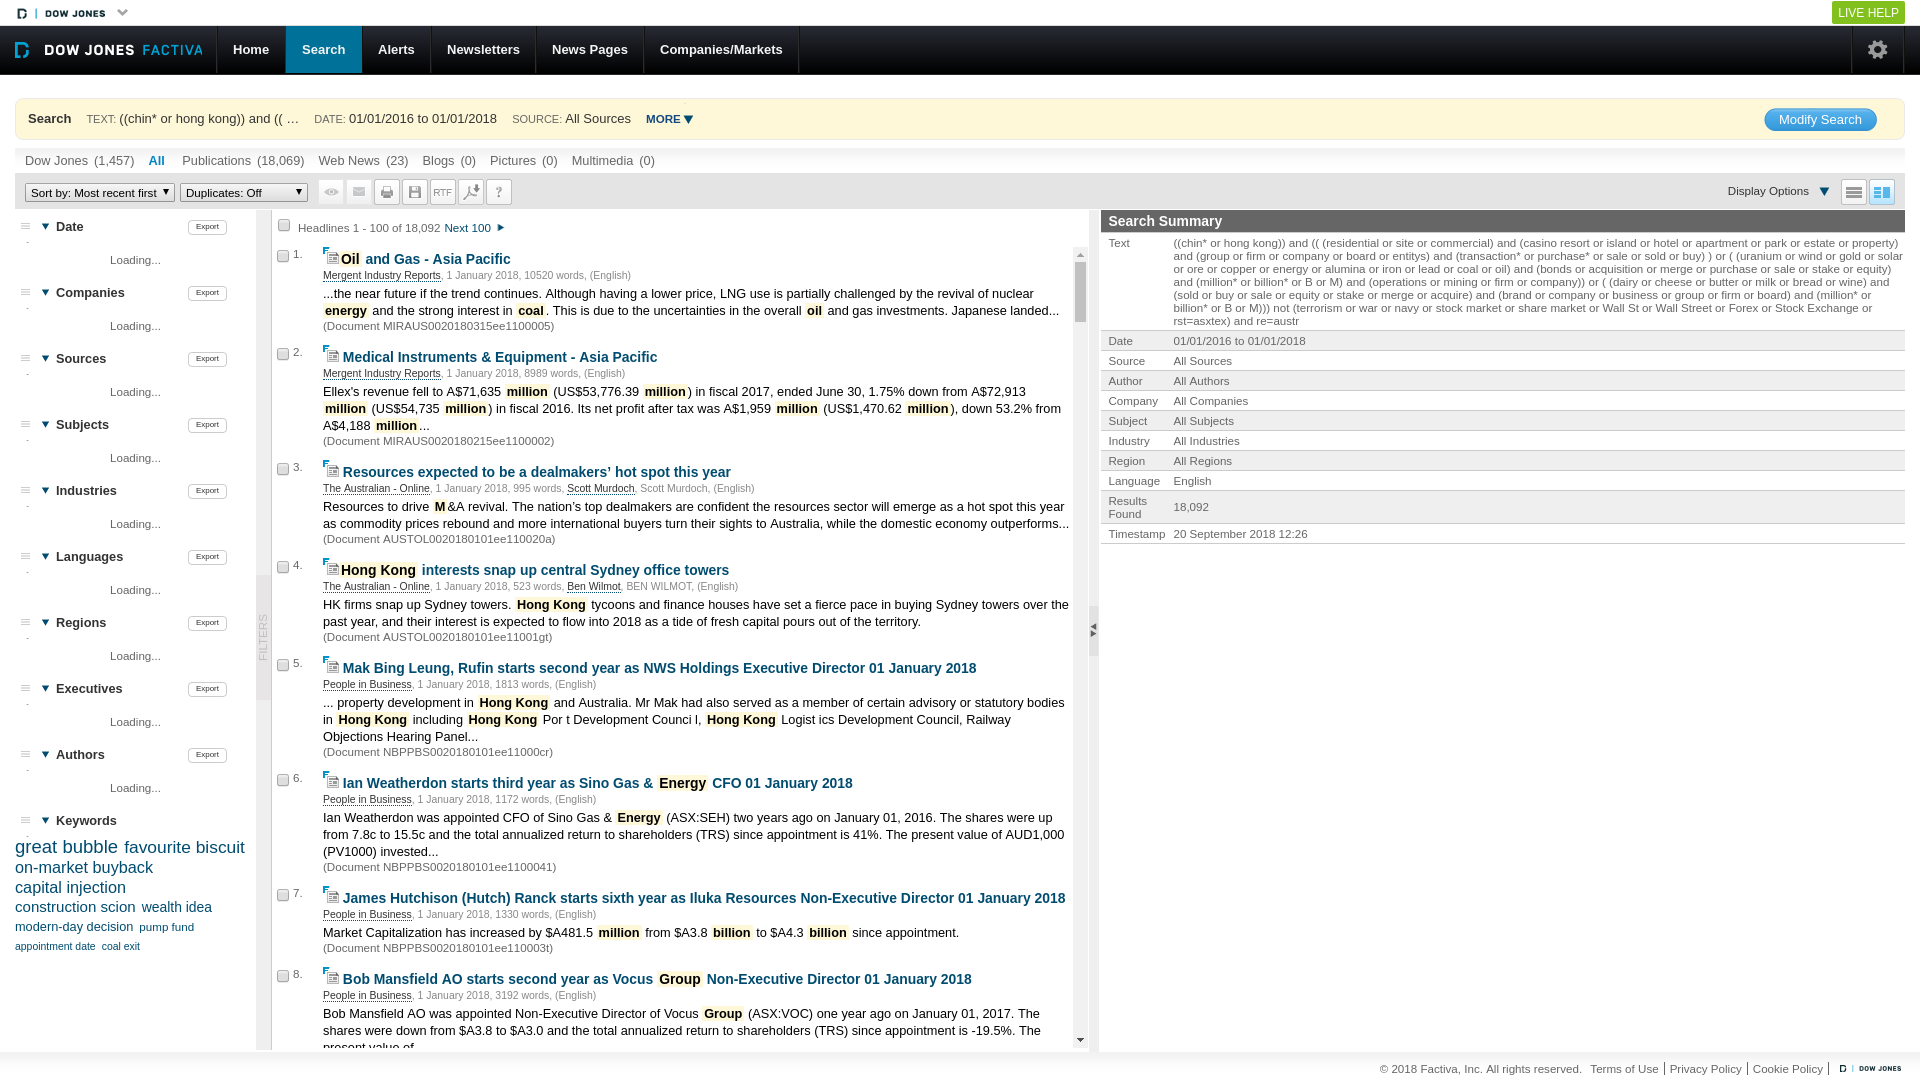 DOW JONES
LIVE HELP
DOW JONES FACTIVA Home Search Alerts Newsletters News Pages Companies/Markets
Search TEXT: ((chin* or hong kong)) and (( … DATE: 01/01/2016 to 01/01/2018 SOURCE: All Sources MORE
Modify Search
Dow Jones (1,457) All Publications (18,069) Web News (23) Blogs (0) Pictures (0) Multimedia (0)
Sort by: Most recent first Duplicates: Off RTF ? Display Options
Date Export
-
Loading...
Companies Export
-
Loading...
Sources Export
-
Loading...
Subjects Export
-
Loading...
Industries Export
-
Loading...
Languages Export
-
Loading...
Regions Export
-
Loading...
Executives Export
-
Loading...
Authors Export
-
Loading...
Keywords
-
great bubble favourite biscuit
on-market buyback
capital injection
construction scion wealth idea
modern-day decision pump fund
appointment date coal exit
FILTERS
Headlines 1 - 100 of 18,092 Next 100
1. Oil and Gas - Asia Pacific
Mergent Industry Reports, 1 January 2018, 10520 words, (English)
...the near future if the trend continues. Although having a lower price, LNG use is partially challenged by the revival of nuclear
energy and the strong interest in coal. This is due to the uncertainties in the overall oil and gas investments. Japanese landed...
(Document MIRAUS0020180315ee1100005)
2. Medical Instruments & Equipment - Asia Pacific
Mergent Industry Reports, 1 January 2018, 8989 words, (English)
Ellex's revenue fell to A$71,635 million (US$53,776.39 million) in fiscal 2017, ended June 30, 1.75% down from A$72,913
million (US$54,735 million) in fiscal 2016. Its net profit after tax was A$1,959 million (US$1,470.62 million), down 53.2% from
A$4,188 million...
(Document MIRAUS0020180215ee1100002)
3. Resources expected to be a dealmakers’ hot spot this year
The Australian - Online, 1 January 2018, 995 words, Scott Murdoch, Scott Murdoch, (English)
Resources to drive M&A revival. The nation’s top dealmakers are confident the resources sector will emerge as a hot spot this year
as commodity prices rebound and more international buyers turn their sights to Australia, while the domestic economy outperforms...
(Document AUSTOL0020180101ee110020a)
4. Hong Kong interests snap up central Sydney office towers
The Australian - Online, 1 January 2018, 523 words, Ben Wilmot, BEN WILMOT, (English)
HK firms snap up Sydney towers. Hong Kong tycoons and finance houses have set a fierce pace in buying Sydney towers over the
past year, and their interest is expected to flow into 2018 as a tide of fresh capital pours out of the territory.
(Document AUSTOL0020180101ee11001gt)
5. Mak Bing Leung, Rufin starts second year as NWS Holdings Executive Director 01 January 2018
People in Business, 1 January 2018, 1813 words, (English)
... property development in Hong Kong and Australia. Mr Mak had also served as a member of certain advisory or statutory bodies
in Hong Kong including Hong Kong Por t Development Counci l, Hong Kong Logist ics Development Council, Railway
Objections Hearing Panel...
(Document NBPPBS0020180101ee11000cr)
6. Ian Weatherdon starts third year as Sino Gas & Energy CFO 01 January 2018
People in Business, 1 January 2018, 1172 words, (English)
Ian Weatherdon was appointed CFO of Sino Gas & Energy (ASX:SEH) two years ago on January 01, 2016. The shares were up
from 7.8c to 15.5c and the total annualized return to shareholders (TRS) since appointment is 41%. The present value of AUD1,000
(PV1000) invested...
(Document NBPPBS0020180101ee1100041)
7. James Hutchison (Hutch) Ranck starts sixth year as Iluka Resources Non-Executive Director 01 January 2018
People in Business, 1 January 2018, 1330 words, (English)
Market Capitalization has increased by $A481.5 million from $A3.8 billion to $A4.3 billion since appointment.
(Document NBPPBS0020180101ee110003t)
8. Bob Mansfield AO starts second year as Vocus Group Non-Executive Director 01 January 2018
People in Business, 1 January 2018, 3192 words, (English)
Bob Mansfield AO was appointed Non-Executive Director of Vocus Group (ASX:VOC) one year ago on January 01, 2017. The
shares were down from $A3.8 to $A3.0 and the total annualized return to shareholders (TRS) since appointment is -19.5%. The
present value of
Search Summary
Text ((chin* or hong kong)) and (( (residential or site or commercial) and (casino resort or island or hotel or apartment or park or estate or property)
and (group or firm or company or board or entitys) and (transaction* or purchase* or sale or sold or buy) ) or ( (uranium or wind or gold or solar
or ore or copper or energy or alumina or iron or lead or coal or oil) and (bonds or acquisition or merge or purchase or sale or stake or equity)
and (million* or billion* or B or M) and (operations or mining or firm or company)) or ( (dairy or cheese or butter or milk or bread or wine) and
(sold or buy or sale or equity or stake or merge or acquire) and (brand or company or business or group or firm or board) and (million* or
billion* or B or M))) not (terrorism or war or navy or stock market or share market or Wall St or Wall Street or Forex or Stock Exchange or
rst=asxtex) and re=austr
Date 01/01/2016 to 01/01/2018
Source All Sources
Author All Authors
Company All Companies
Subject All Subjects
Industry All Industries
Region All Regions
Language English
Results Found 18,092
Timestamp 20 September 2018 12:26
© 2018 Factiva, Inc. All rights reserved. Terms of Use Privacy Policy Cookie Policy DOW JONES